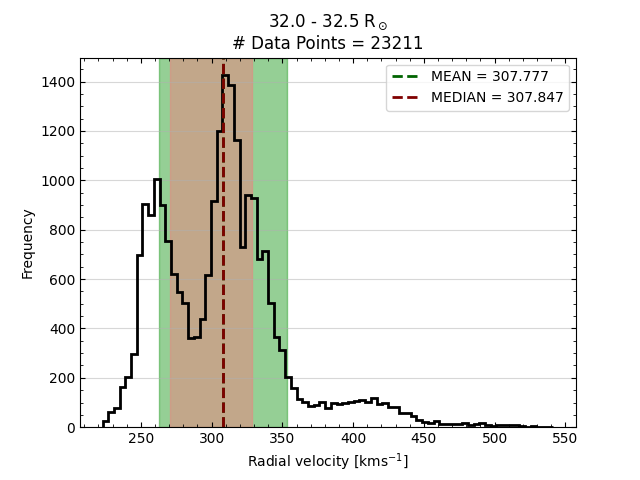 32.0 - 32.5 R⊙
# Data Points = 23211
MEAN = 307.777
MEDIAN = 307.847
1400
1200
1000
800
600
400
200
0
Frequency
250 300 350 400 450 500 550
Radial velocity [kms⁻¹]